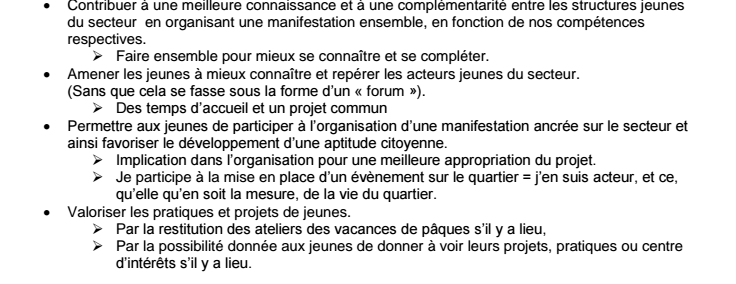 • Contribuer à une meilleure connaissance et à une complémentarité entre les structures jeunes
du secteur en organisant une manifestation ensemble, en fonction de nos compétences
respectives.
➢ Faire ensemble pour mieux se connaître et se compléter.
• Amener les jeunes à mieux connaître et repérer les acteurs jeunes du secteur.
(Sans que cela se fasse sous la forme d'un « forum »).
➢ Des temps d'accueil et un projet commun
• Permettre aux jeunes de participer à l'organisation d'une manifestation ancrée sur le secteur et
ainsi favoriser le développement d'une aptitude citoyenne.
➢ Implication dans l'organisation pour une meilleure appropriation du projet.
➢ Je participe à la mise en place d'un évènement sur le quartier = j'en suis acteur, et ce,
qu'elle qu'en soit la mesure, de la vie du quartier.
• Valoriser les pratiques et projets de jeunes.
➢ Par la restitution des ateliers des vacances de pâques s'il y a lieu,
➢ Par la possibilité donnée aux jeunes de donner à voir leurs projets, pratiques ou centre
d'intérêts s'il y a lieu.